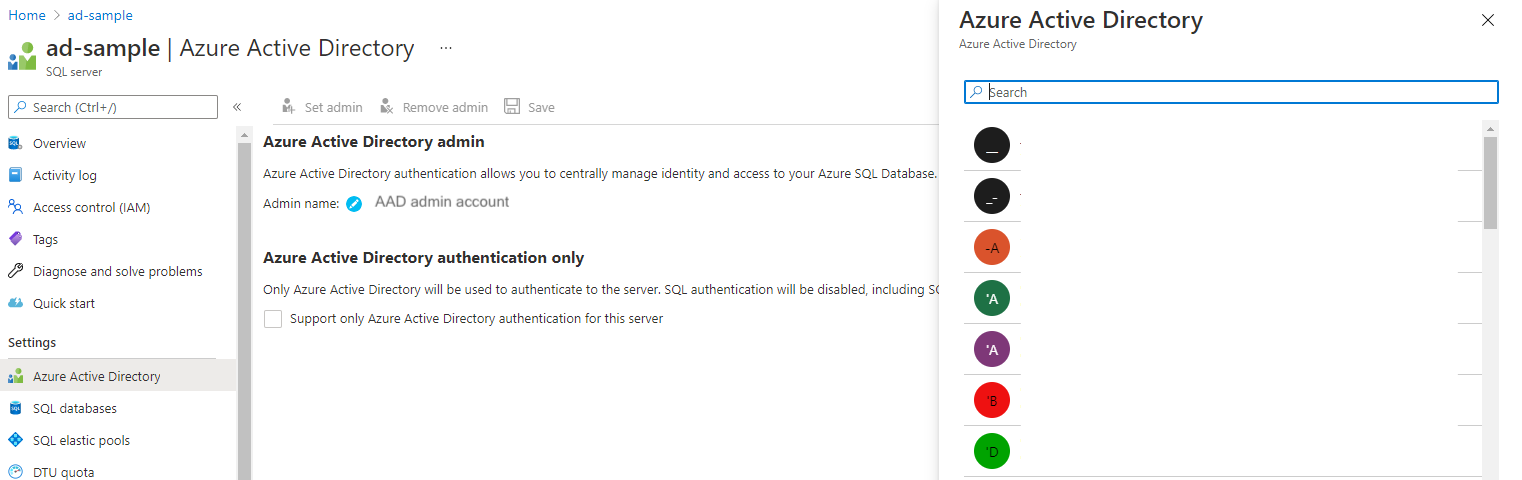 Home > ad-sample
ad-sample | Azure Active Directory ...
SQL server
Search (Ctrl+/) «
Overview
Activity log
Access control (IAM)
Tags
Diagnose and solve problems
Quick start
Settings
Azure Active Directory
SQL databases
SQL elastic pools
DTU quota
Set admin Remove admin Save
Azure Active Directory admin
Azure Active Directory authentication allows you to centrally manage identity and access to your Azure SQL Database.
Admin name: AAD admin account
Azure Active Directory authentication only
Only Azure Active Directory will be used to authenticate to the server. SQL authentication will be disabled, including
Support only Azure Active Directory authentication for this server
Azure Active Directory
Azure Active Directory
Search
__
_-
-A
'A
'A
'B
'D